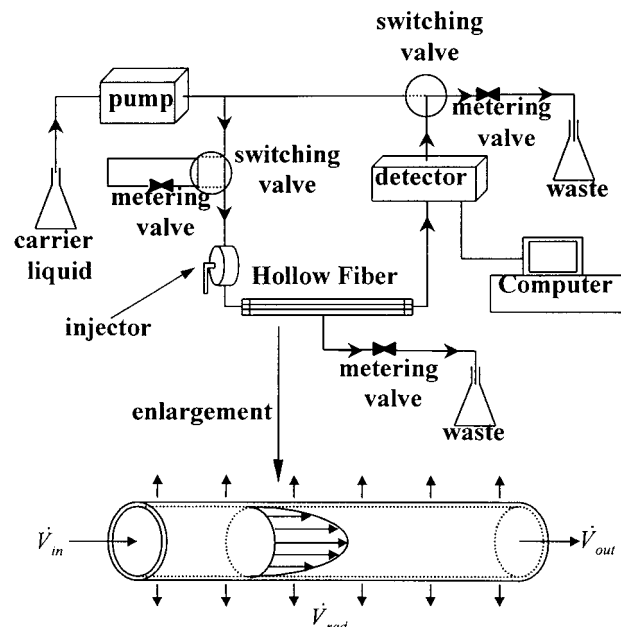 switching
valve
pump
metering
valve
switching
valve
metering
valve
detector
waste
carrier
liquid
Hollow Fiber
Computer
injector
metering
valve
waste
enlargement
V̇in
V̇out
V̇rad